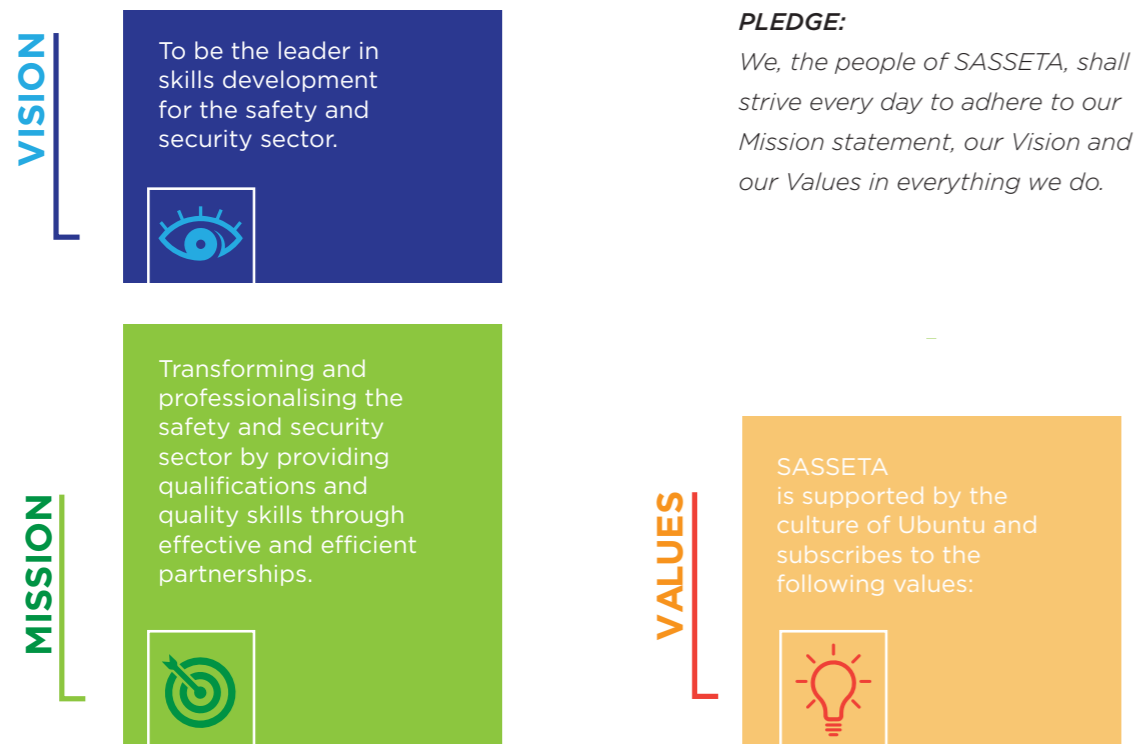 VISION
To be the leader in
skills development
for the safety and
security sector.
PLEDGE:
We, the people of SASSETA, shall
strive every day to adhere to our
Mission statement, our Vision and
our Values in everything we do.
MISSION
Transforming and
professionalising the
safety and security
sector by providing
qualifications and
quality skills through
effective and efficient
partnerships.
VALUES
SASSETA
is supported by the
culture of Ubuntu and
subscribes to the
following values: